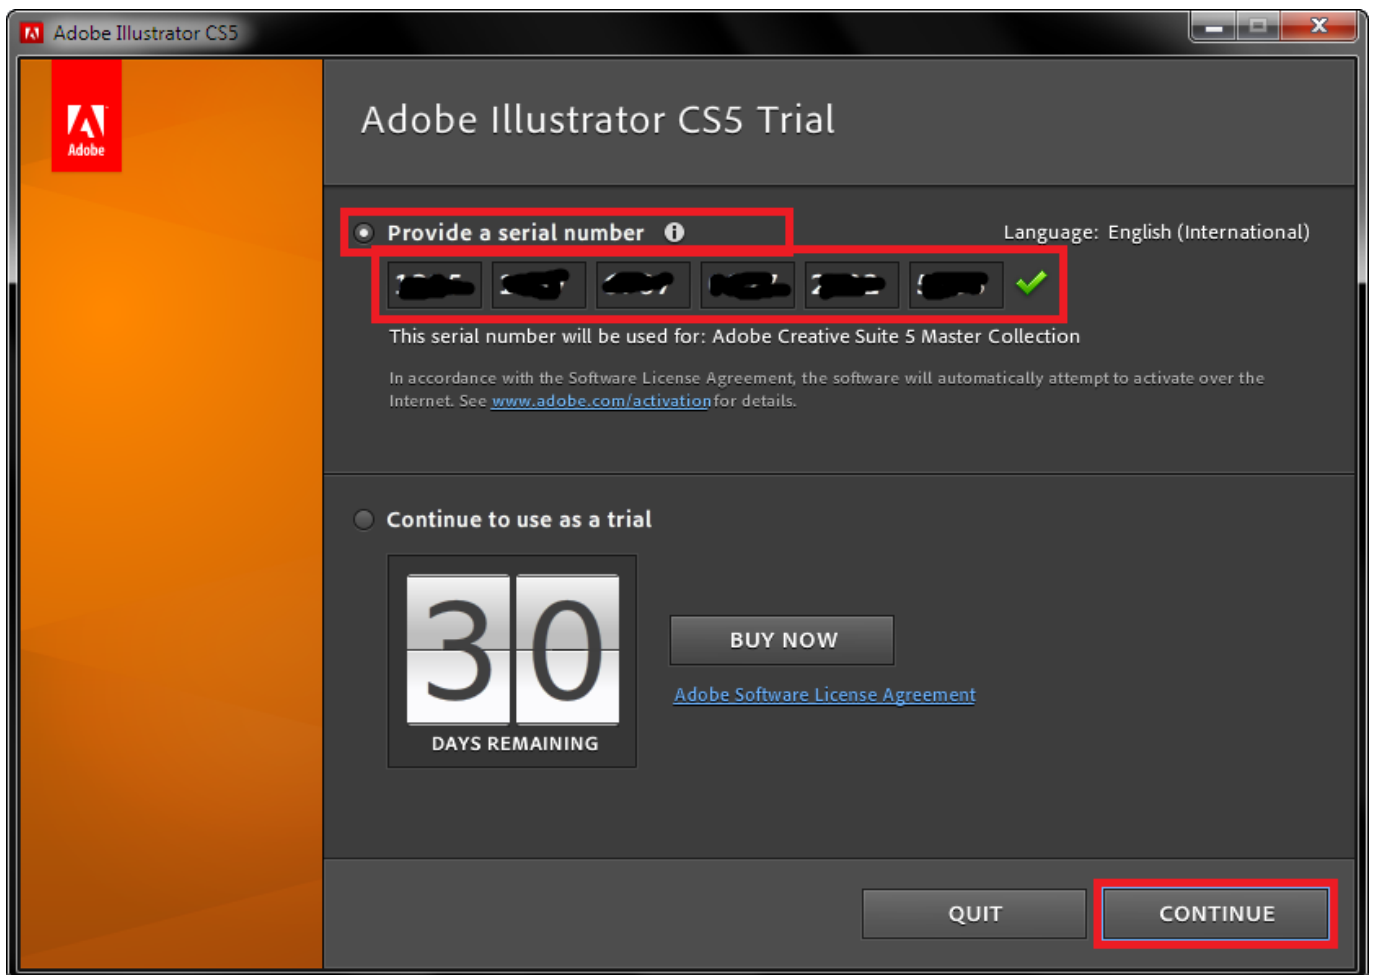 Adobe Illustrator CS5
Adobe
Adobe Illustrator CS5 Trial
Provide a serial number
Language: English (International)
This serial number will be used for: Adobe Creative Suite 5 Master Collection
In accordance with the Software License Agreement, the software will automatically attempt to activate over the
Internet. See www.adobe.com/activation for details.
Continue to use as a trial
30
DAYS REMAINING
BUY NOW
Adobe Software License Agreement
QUIT
CONTINUE